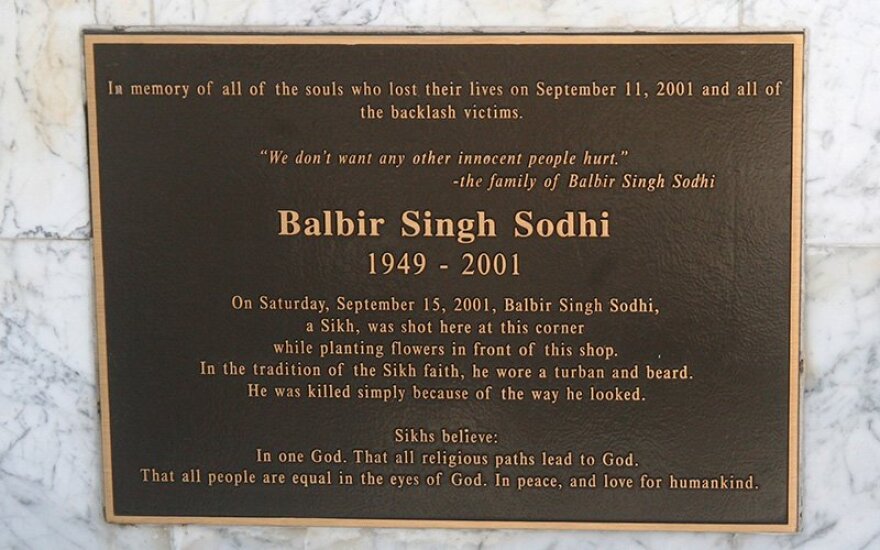 In memory of all of the souls who lost their lives on September 11, 2001 and all of
the backlash victims.
“We don’t want any other innocent people hurt.”
-the family of Balbir Singh Sodhi
Balbir Singh Sodhi
1949 - 2001
On Saturday, September 15, 2001, Balbir Singh Sodhi,
a Sikh, was shot here at this corner
while planting flowers in front of this shop.
In the tradition of the Sikh faith, he wore a turban and beard.
He was killed simply because of the way he looked.
Sikhs believe:
In one God. That all religious paths lead to God.
That all people are equal in the eyes of God. In peace, and love for humankind.